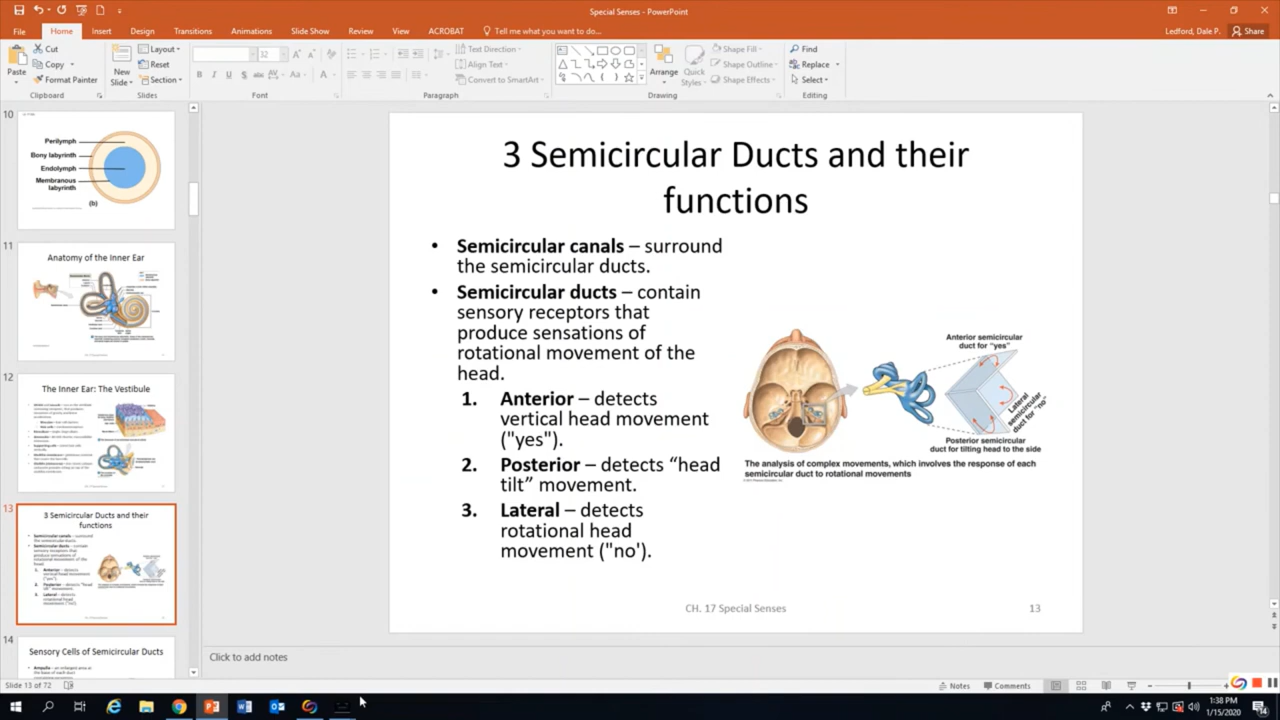 Special Senses - PowerPoint
File Home Insert Design Transitions Animations Slide Show Review View ACROBAT Tell me what you want to do... Ledford, Dale P. Share
Paste
Cut
Copy
Format Painter
Clipboard
New
Slide
Layout
Reset
Section
Slides
32
Font
Text Direction
Align Text
Convert to SmartArt
Paragraph
Arrange
Quick
Styles
Shape Fill
Shape Outline
Shape Effects
Drawing
Find
Replace
Select
Editing
10
Perilymph
Bony labyrinth
Endolymph
Membranous
labyrinth
(b)
11
Anatomy of the Inner Ear
12
The Inner Ear: The Vestibule
13
3 Semicircular Ducts and their
functions
14
Sensory Cells of Semicircular Ducts
3 Semicircular Ducts and their
functions
• Semicircular canals – surround
the semicircular ducts.
• Semicircular ducts – contain
sensory receptors that
produce sensations of
rotational movement of the
head.
1. Anterior – detects
vertical head movement
("yes").
2. Posterior – detects “head
tilt” movement.
3. Lateral – detects
rotational head
movement ("no').
Anterior semicircular
duct for “yes”
Lateral
semicircular
duct for “no”
Posterior semicircular
duct for tilting head to the side
The analysis of complex movements, which involves the response of each
semicircular duct to rotational movements
CH. 17 Special Senses
13
Click to add notes
Slide 13 of 72
Notes
Comments
1:38 PM
1/15/2020
14